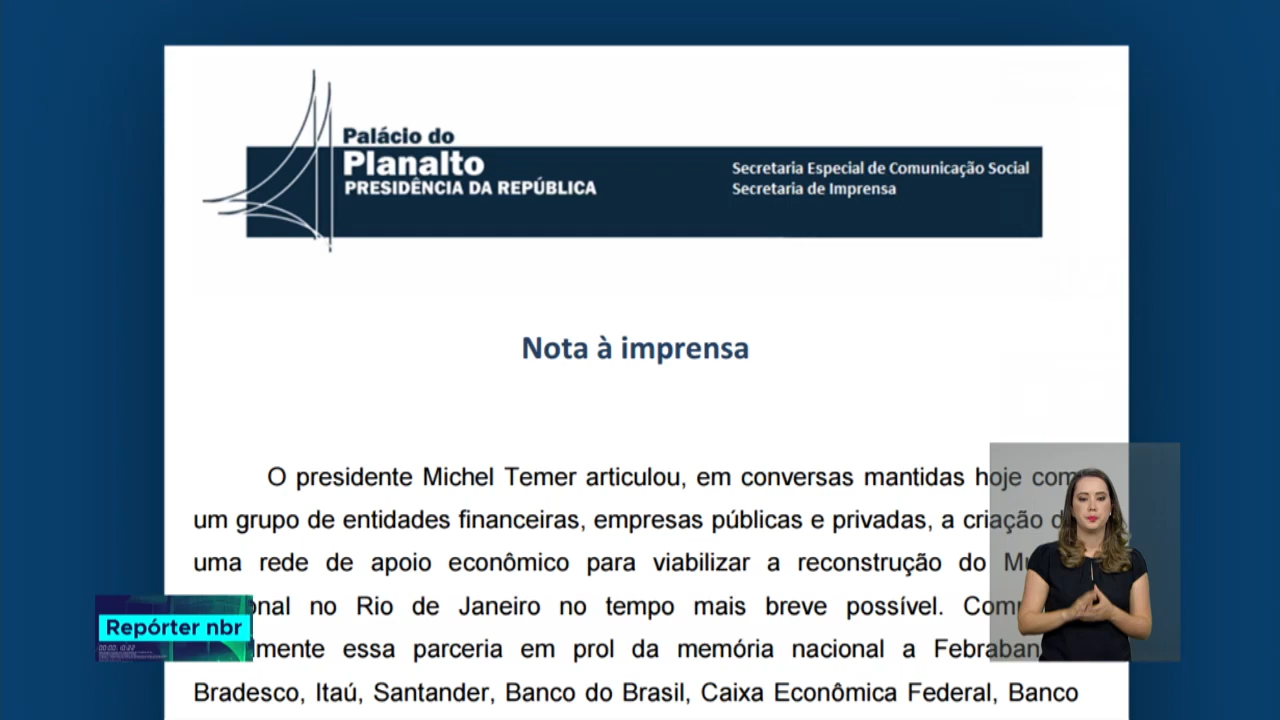 Palácio do
Planalto
PRESIDÊNCIA DA REPÚBLICA
Secretaria Especial de Comunicação Social
Secretaria de Imprensa
Nota à imprensa
O presidente Michel Temer articulou, em conversas mantidas hoje com
um grupo de entidades financeiras, empresas públicas e privadas, a criação
uma rede de apoio econômico para viabilizar a reconstrução do
no Rio de Janeiro no tempo mais breve possível.
essa parceria em prol da memória nacional a
Bradesco, Itaú, Santander, Banco do Brasil, Caixa Econômica Federal, Banco
Repórter nbr